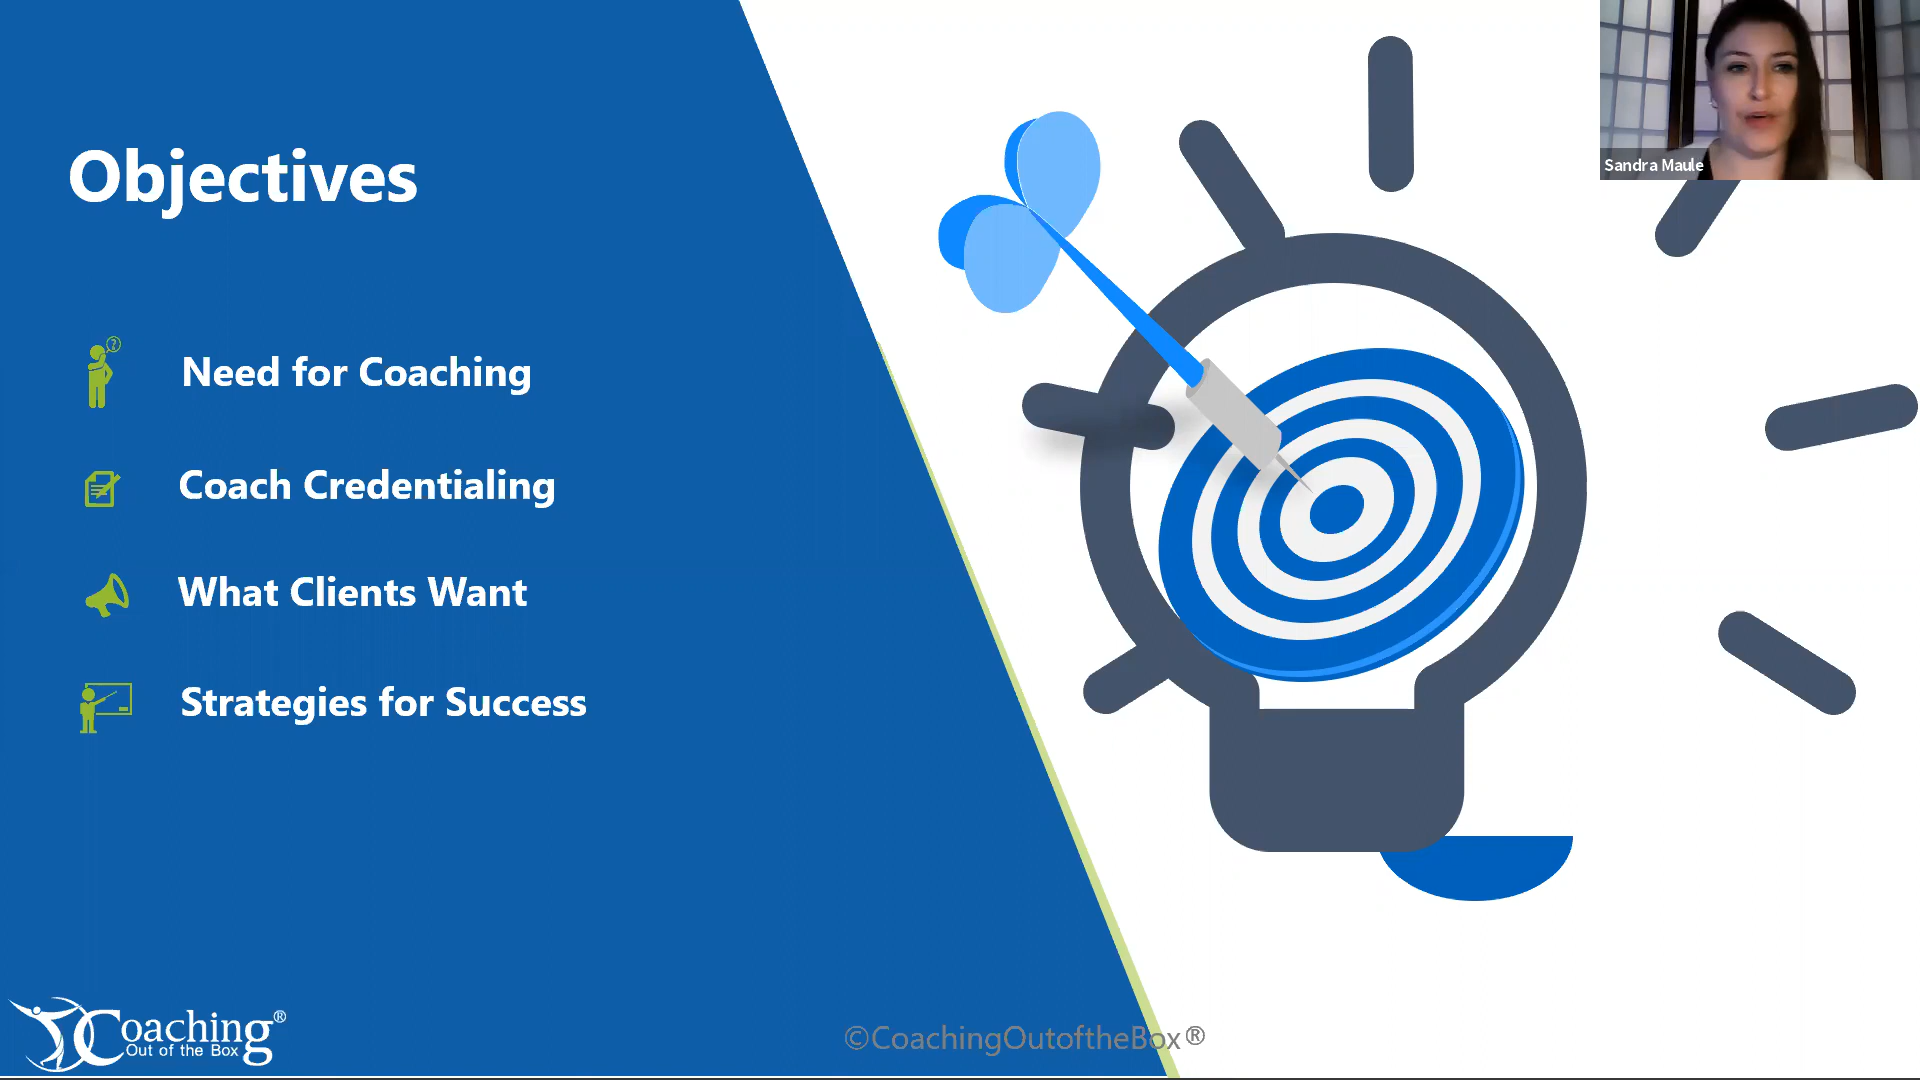 Objectives
Sandra Maule
?
Need for Coaching
Coach Credentialing
What Clients Want
Strategies for Success
Coaching®
Out of the Box
©CoachingOutoftheBox®